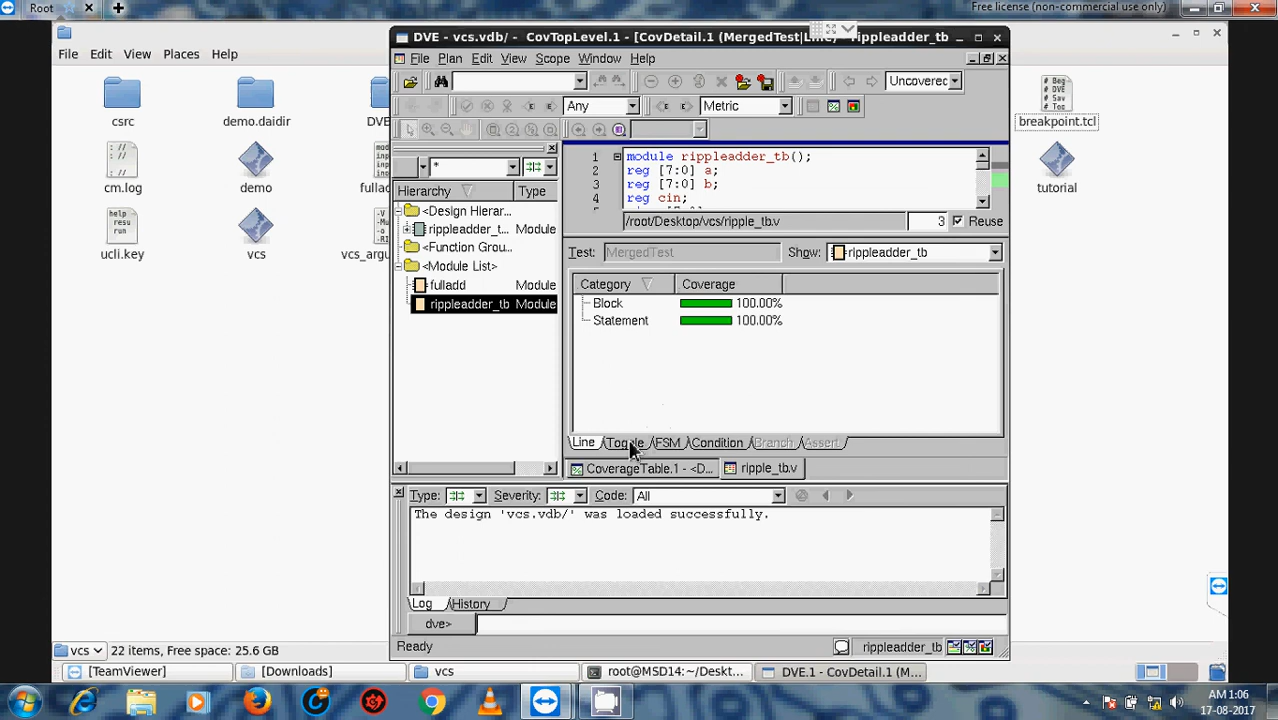 Root
Free license (non-commercial use only)
DVE - vcs.vdb/ - CovTopLevel.1 - [CovDetail.1 (MergedTest|Line) - rippleadder_tb
File Edit View Places Help
File Plan Edit View Scope Window Help
Uncovered
Any
Metric
csrc
demo.daidir
DVE
breakpoint.tcl
cm.log
demo
fulladd
tutorial
ucli.key
vcs
vcs_argu
*
Hierarchy Type
<Design Hierar...
rippleadder_t... Module
<Function Grou...
<Module List>
fulladd Module
rippleadder_tb Module
1 module rippleadder_tb();
2 reg [7:0] a;
3 reg [7:0] b;
4 reg cin;
/root/Desktop/vcs/ripple_tb.v 3 Reuse
Test: MergedTest Show: rippleadder_tb
Category Coverage
Block 100.00%
Statement 100.00%
Line Toggle FSM Condition Branch Assert
CoverageTable.1 - <D... ripple_tb.v
Type: Severity: Code: All
The design 'vcs.vdb/' was loaded successfully.
Log History
dve>
Ready rippleadder_tb
vcs 22 items, Free space: 25.6 GB
[TeamViewer] [Downloads] vcs root@MSD14:~/Deskt... DVE.1 - CovDetail.1 (M...
AM 1:06
17-08-2017